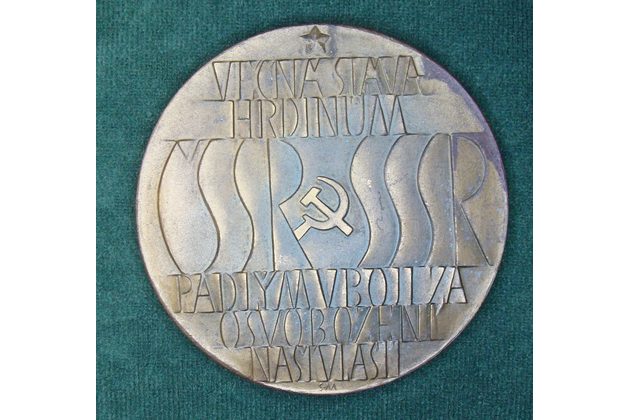 VĚČNÁ SLÁVA
HRDINŮM
ČSSR SSSR
PADLÝM V BOJI ZA
OSVOBOZENÍ
NAŠÍ VLASTI